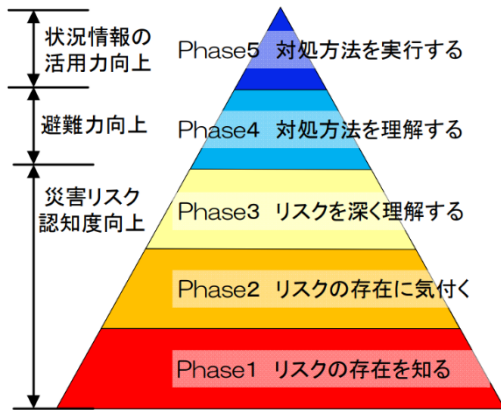 状況情報の
活用力向上
Phase5 対処方法を実行する
避難力向上
Phase4 対処方法を理解する
災害リスク
認知度向上
Phase3 リスクを深く理解する
Phase2 リスクの存在に気付く
Phase1 リスクの存在を知る